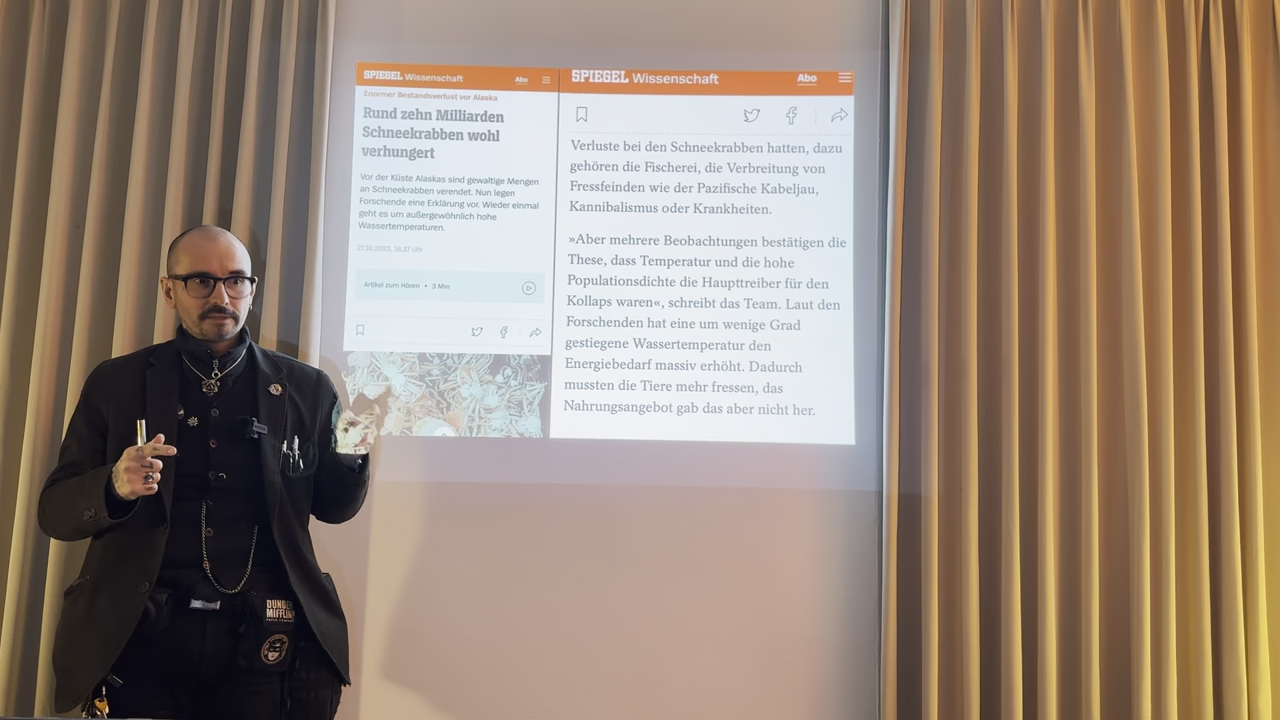 SPIEGEL Wissenschaft
Abo
Enormer Bestandsverlust vor Alaska
Rund zehn Milliarden
Schneekrabben wohl
verhungert
Vor der Küste Alaskas sind gewaltige Mengen
an Schneekrabben verendet. Nun legen
Forschende eine Erklärung vor. Wieder einmal
geht es um außergewöhnlich hohe
Wassertemperaturen.
Uhr
Artikel zum Hören • 3 Min
SPIEGEL Wissenschaft
Abo
Verluste bei den Schneekrabben hatten, dazu
gehören die Fischerei, die Verbreitung von
Fressfeinden wie der Pazifische Kabeljau,
Kannibalismus oder Krankheiten.
»Aber mehrere Beobachtungen bestätigen die
These, dass Temperatur und die hohe
Populationsdichte die Haupttreiber für den
Kollaps waren«, schreibt das Team. Laut den
Forschenden hat eine um wenige Grad
gestiegene Wassertemperatur den
Energiebedarf massiv erhöht. Dadurch
mussten die Tiere mehr fressen, das
Nahrungsangebot gab das aber nicht her.
MIFFLIN